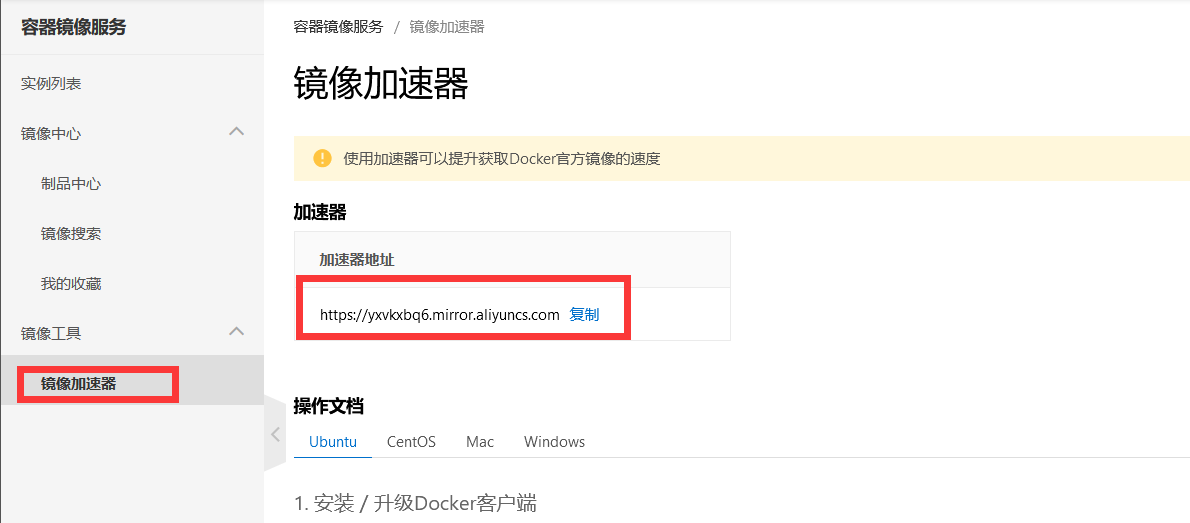 容器镜像服务
实例列表
镜像中心
制品中心
镜像搜索
我的收藏
镜像工具
镜像加速器
容器镜像服务 / 镜像加速器
镜像加速器
使用加速器可以提升获取Docker官方镜像的速度
加速器
加速器地址
https://yxvkxbq6.mirror.aliyuncs.com 复制
操作文档
Ubuntu CentOS Mac Windows
1. 安装 / 升级Docker客户端